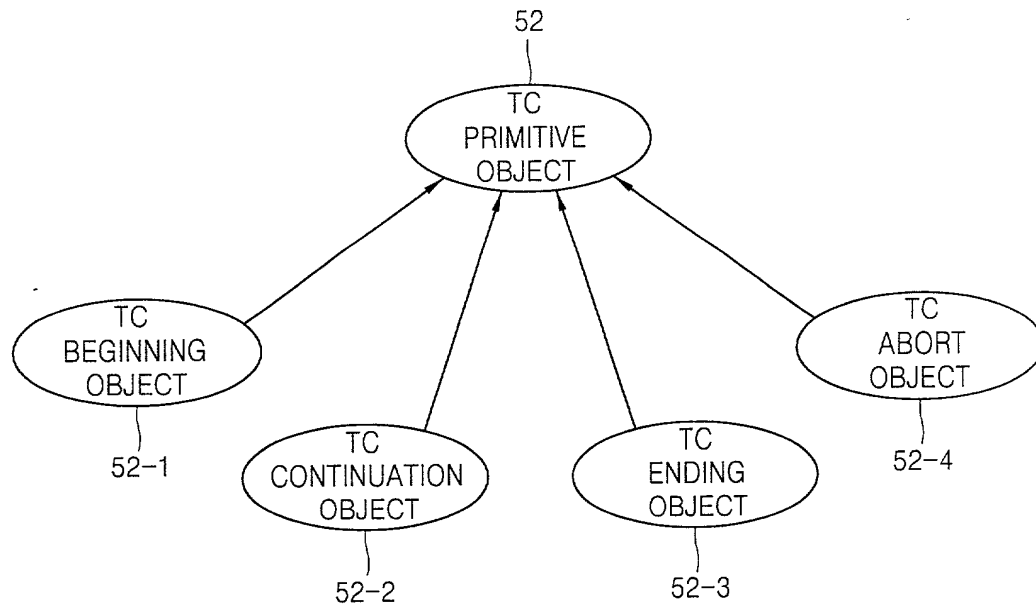 52
TC
PRIMITIVE
OBJECT
TC
BEGINNING
OBJECT
52-1
TC
CONTINUATION
OBJECT
52-2
TC
ENDING
OBJECT
52-3
TC
ABORT
OBJECT
52-4